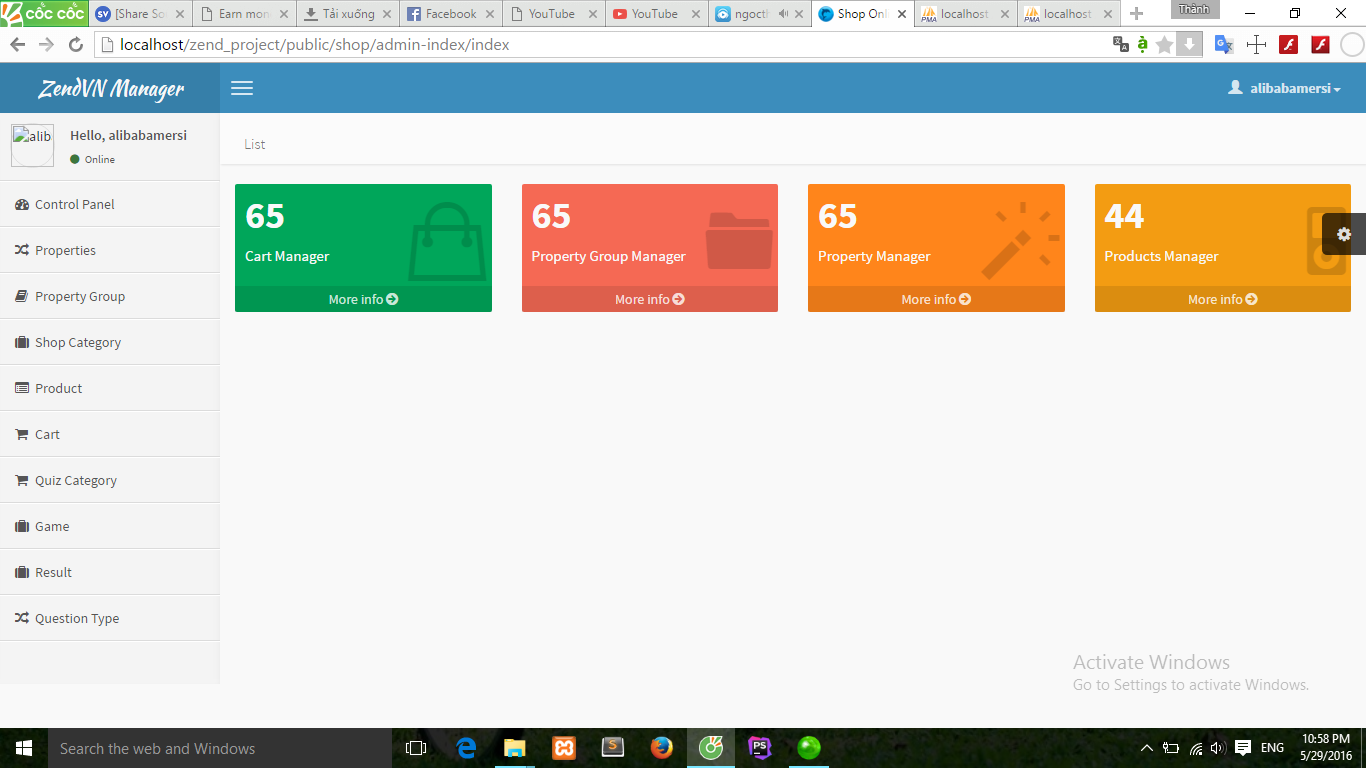 cốc cốc
[Share So
Earn mon
Tải xuống
Facebook
YouTube
YouTube
ngocth
Shop Onl
localhost
localhost
Thành
localhost/zend_project/public/shop/admin-index/index
ZendVN Manager
alibabamersi
alib
Hello, alibabamersi
Online
List
Control Panel
Properties
Property Group
Shop Category
Product
Cart
Quiz Category
Game
Result
Question Type
65
Cart Manager
More info
65
Property Group Manager
More info
65
Property Manager
More info
44
Products Manager
More info
Activate Windows
Go to Settings to activate Windows.
Search the web and Windows
ENG
10:58 PM
5/29/2016